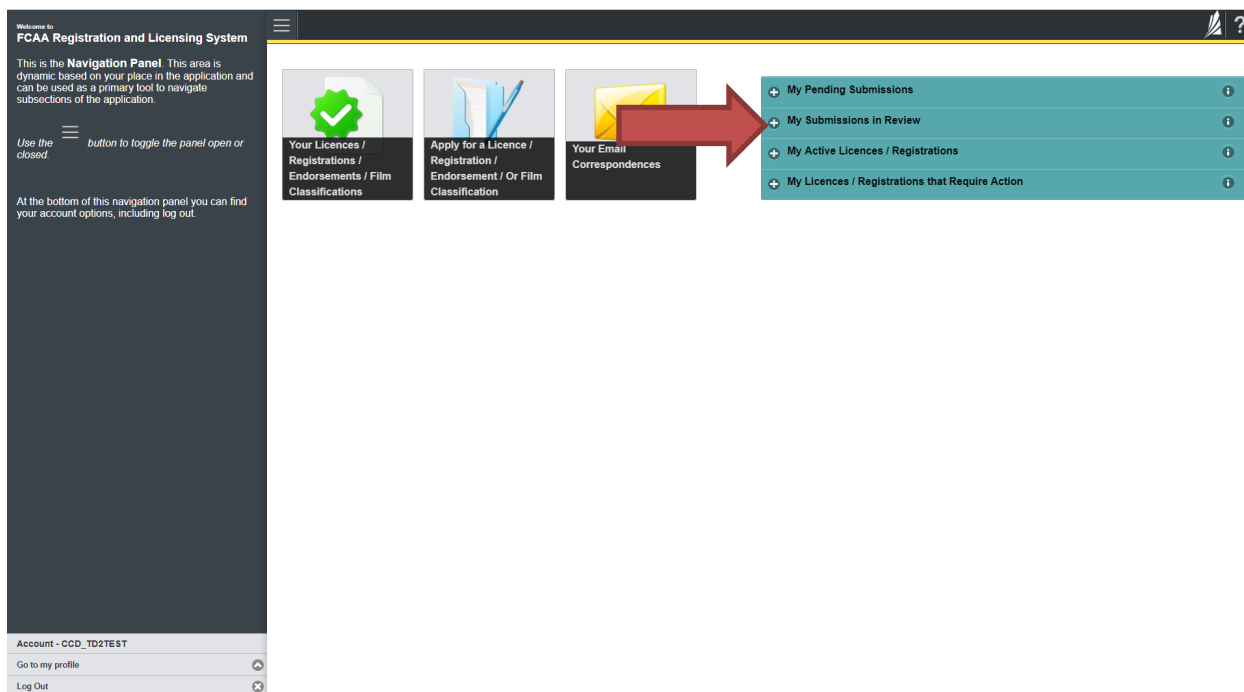 Welcome to
FCAA Registration and Licensing System
This is the Navigation Panel. This area is
dynamic based on your place in the application and
can be used as a primary tool to navigate
subsections of the application.
Use the button to toggle the panel open or
closed.
At the bottom of this navigation panel you can find
your account options, including log out.
Account - CCD_TD2TEST
Go to my profile
Log Out
?
Your Licences /
Registrations /
Endorsements / Film
Classifications
Apply for a Licence /
Registration /
Endorsement / Or Film
Classification
Your Email
Correspondences
My Pending Submissions
My Submissions in Review
My Active Licences / Registrations
My Licences / Registrations that Require Action